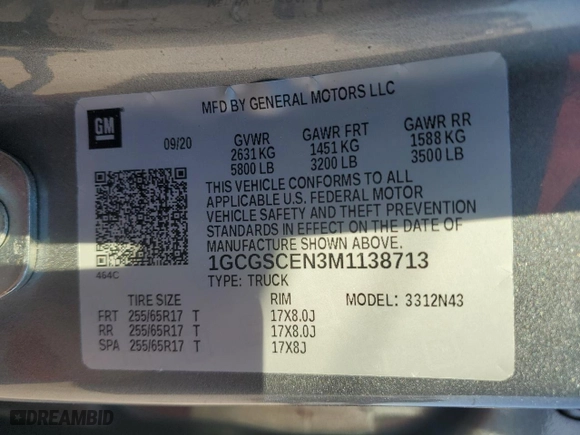 MFD BY GENERAL MOTORS LLC
GM
09/20
GVWR GAWR FRT GAWR RR
2631 KG 1451 KG 1588 KG
5800 LB 3200 LB 3500 LB
THIS VEHICLE CONFORMS TO ALL
APPLICABLE U.S. FEDERAL MOTOR
VEHICLE SAFETY AND THEFT PREVENTION
STANDARDS IN EFFECT ON THE DATE
OF MANUFACTURE SHOWN ABOVE.
464C
1GCGSCEN3M1138713
TYPE: TRUCK
TIRE SIZE RIM MODEL: 3312N43
FRT 255/65R17 T 17X8.0J
RR 255/65R17 T 17X8.0J
SPA 255/65R17 T 17X8J
DREAMBID